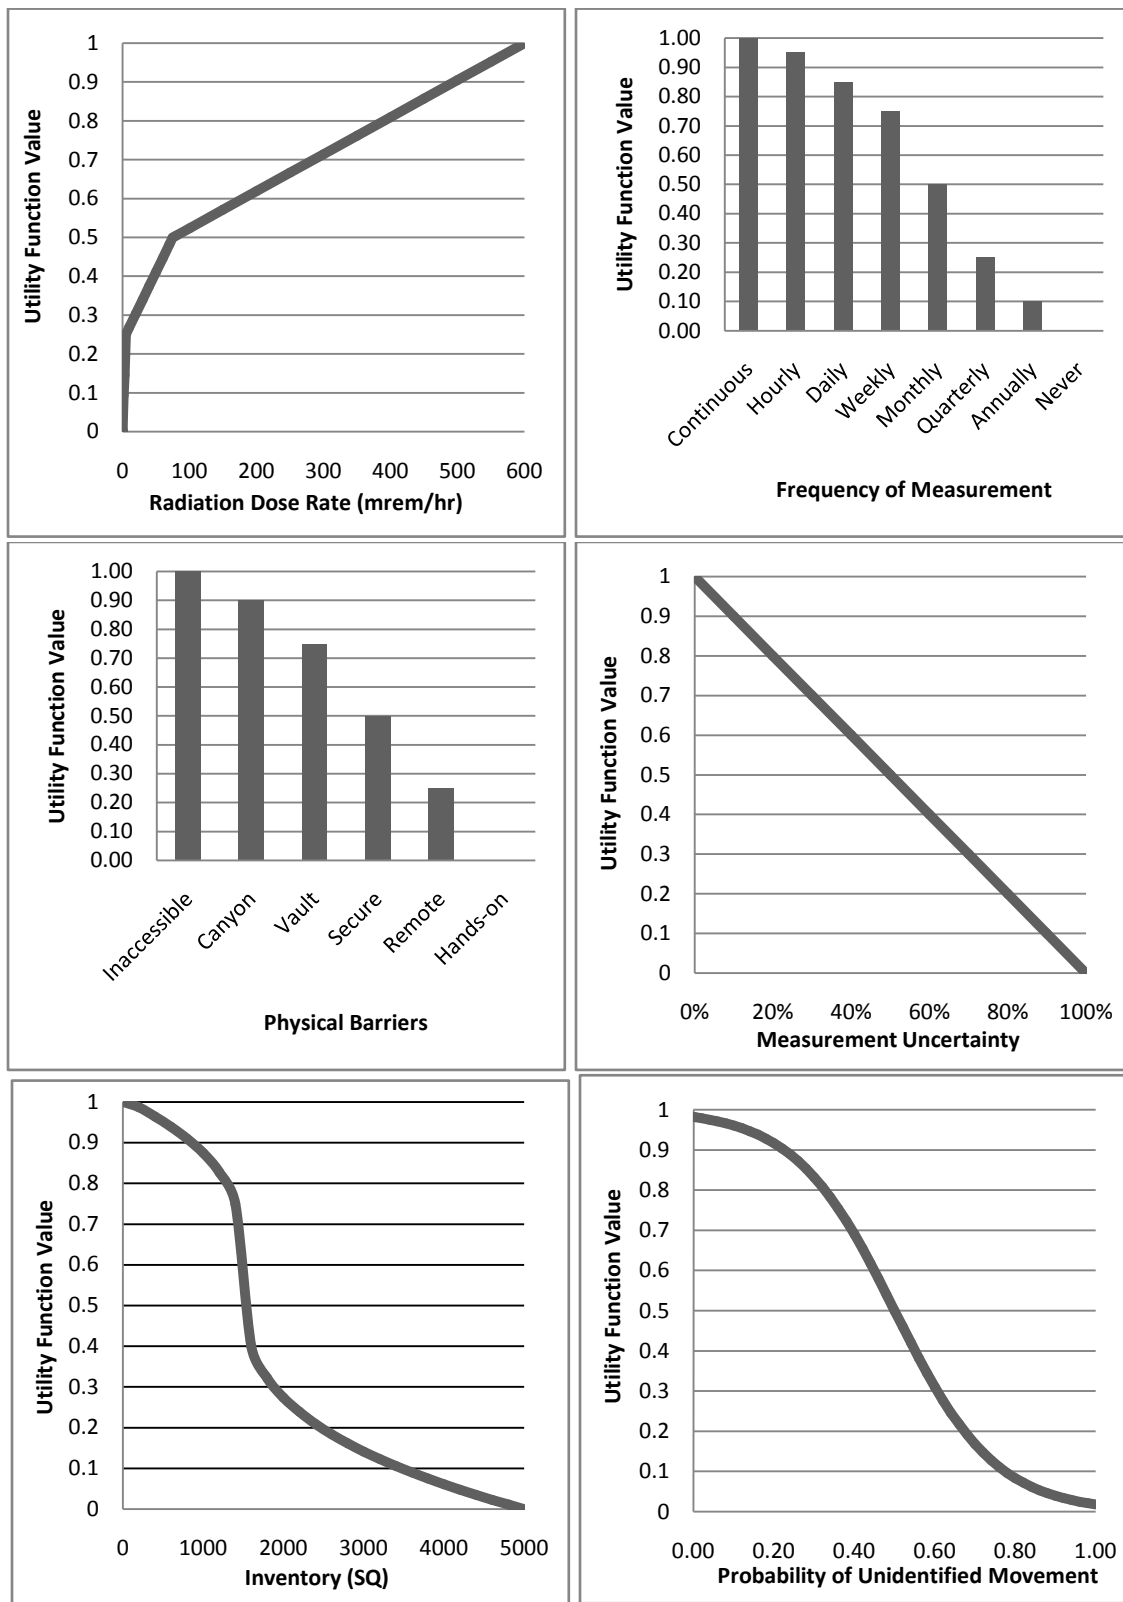 Utility Function Value
1
0.9
0.8
0.7
0.6
0.5
0.4
0.3
0.2
0.1
0
0 100 200 300 400 500 600
Radiation Dose Rate (mrem/hr)
Utility Function Value
1.00
0.90
0.80
0.70
0.60
0.50
0.40
0.30
0.20
0.10
0.00
Continuous
Hourly
Daily
Weekly
Monthly
Quarterly
Annually
Never
Frequency of Measurement
Utility Function Value
1.00
0.90
0.80
0.70
0.60
0.50
0.40
0.30
0.20
0.10
0.00
Inaccessible
Canyon
Vault
Secure
Remote
Hands-on
Physical Barriers
Utility Function Value
1
0.9
0.8
0.7
0.6
0.5
0.4
0.3
0.2
0.1
0
0% 20% 40% 60% 80% 100%
Measurement Uncertainty
Utility Function Value
1
0.9
0.8
0.7
0.6
0.5
0.4
0.3
0.2
0.1
0
0 1000 2000 3000 4000 5000
Inventory (SQ)
Utility Function Value
1
0.9
0.8
0.7
0.6
0.5
0.4
0.3
0.2
0.1
0
0.00 0.20 0.40 0.60 0.80 1.00
Probability of Unidentified Movement